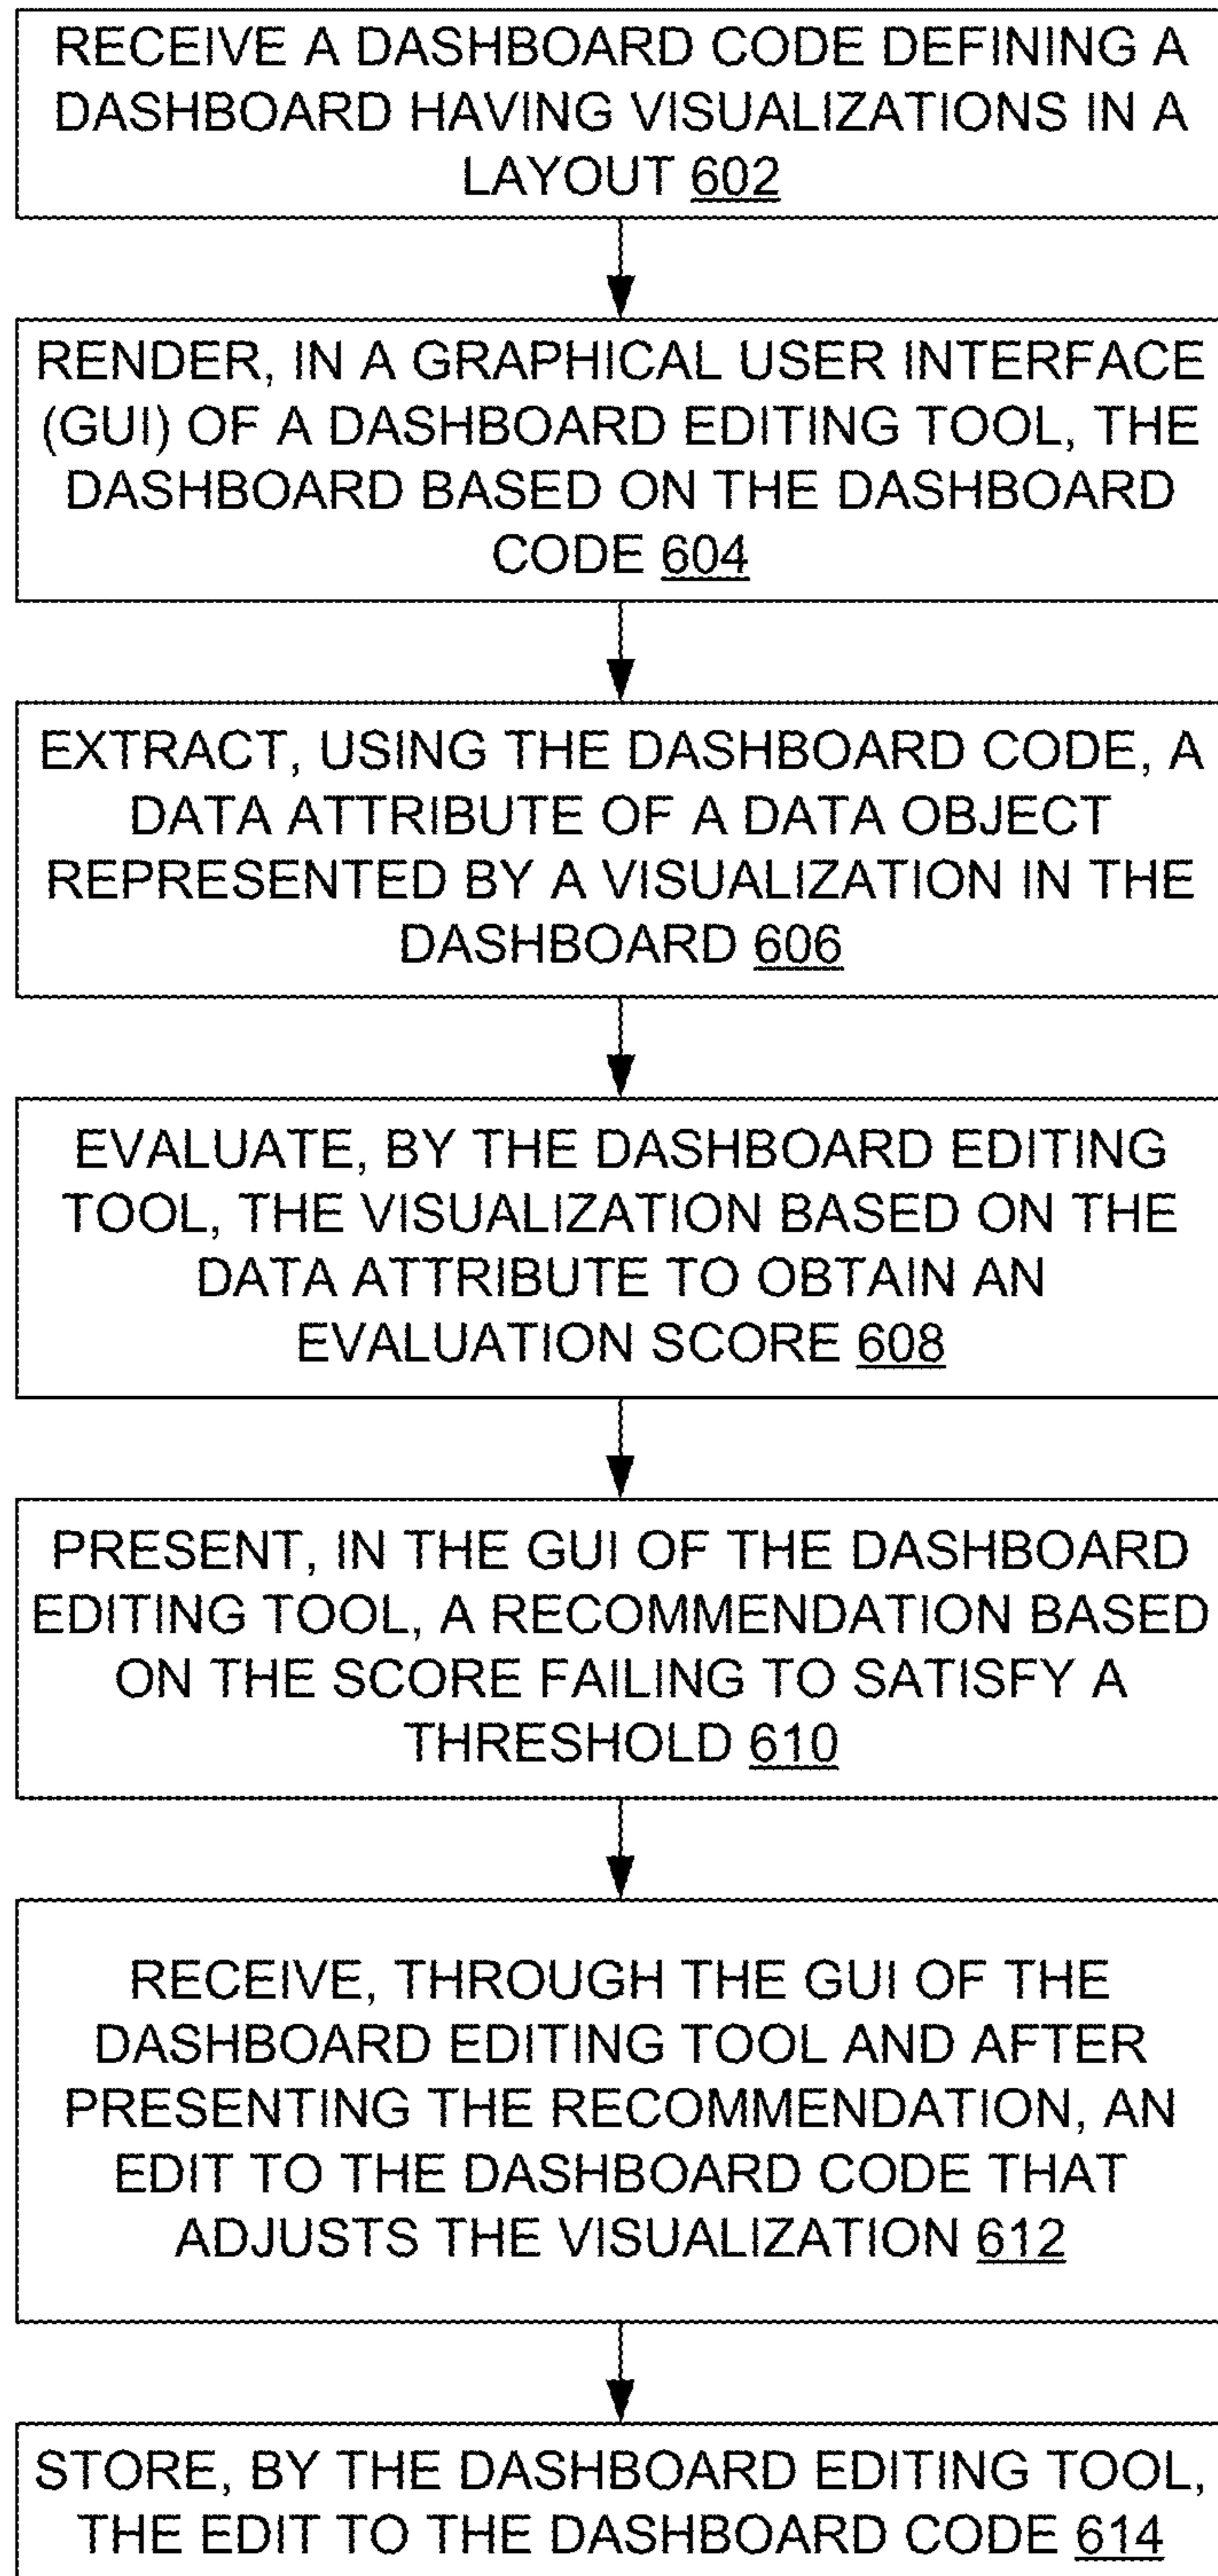 RECEIVE A DASHBOARD CODE DEFINING A
DASHBOARD HAVING VISUALIZATIONS IN A
LAYOUT 602
RENDER, IN A GRAPHICAL USER INTERFACE
(GUI) OF A DASHBOARD EDITING TOOL, THE
DASHBOARD BASED ON THE DASHBOARD
CODE 604
EXTRACT, USING THE DASHBOARD CODE, A
DATA ATTRIBUTE OF A DATA OBJECT
REPRESENTED BY A VISUALIZATION IN THE
DASHBOARD 606
EVALUATE, BY THE DASHBOARD EDITING
TOOL, THE VISUALIZATION BASED ON THE
DATA ATTRIBUTE TO OBTAIN AN
EVALUATION SCORE 608
PRESENT, IN THE GUI OF THE DASHBOARD
EDITING TOOL, A RECOMMENDATION BASED
ON THE SCORE FAILING TO SATISFY A
THRESHOLD 610
RECEIVE, THROUGH THE GUI OF THE
DASHBOARD EDITING TOOL AND AFTER
PRESENTING THE RECOMMENDATION, AN
EDIT TO THE DASHBOARD CODE THAT
ADJUSTS THE VISUALIZATION 612
STORE, BY THE DASHBOARD EDITING TOOL,
THE EDIT TO THE DASHBOARD CODE 614